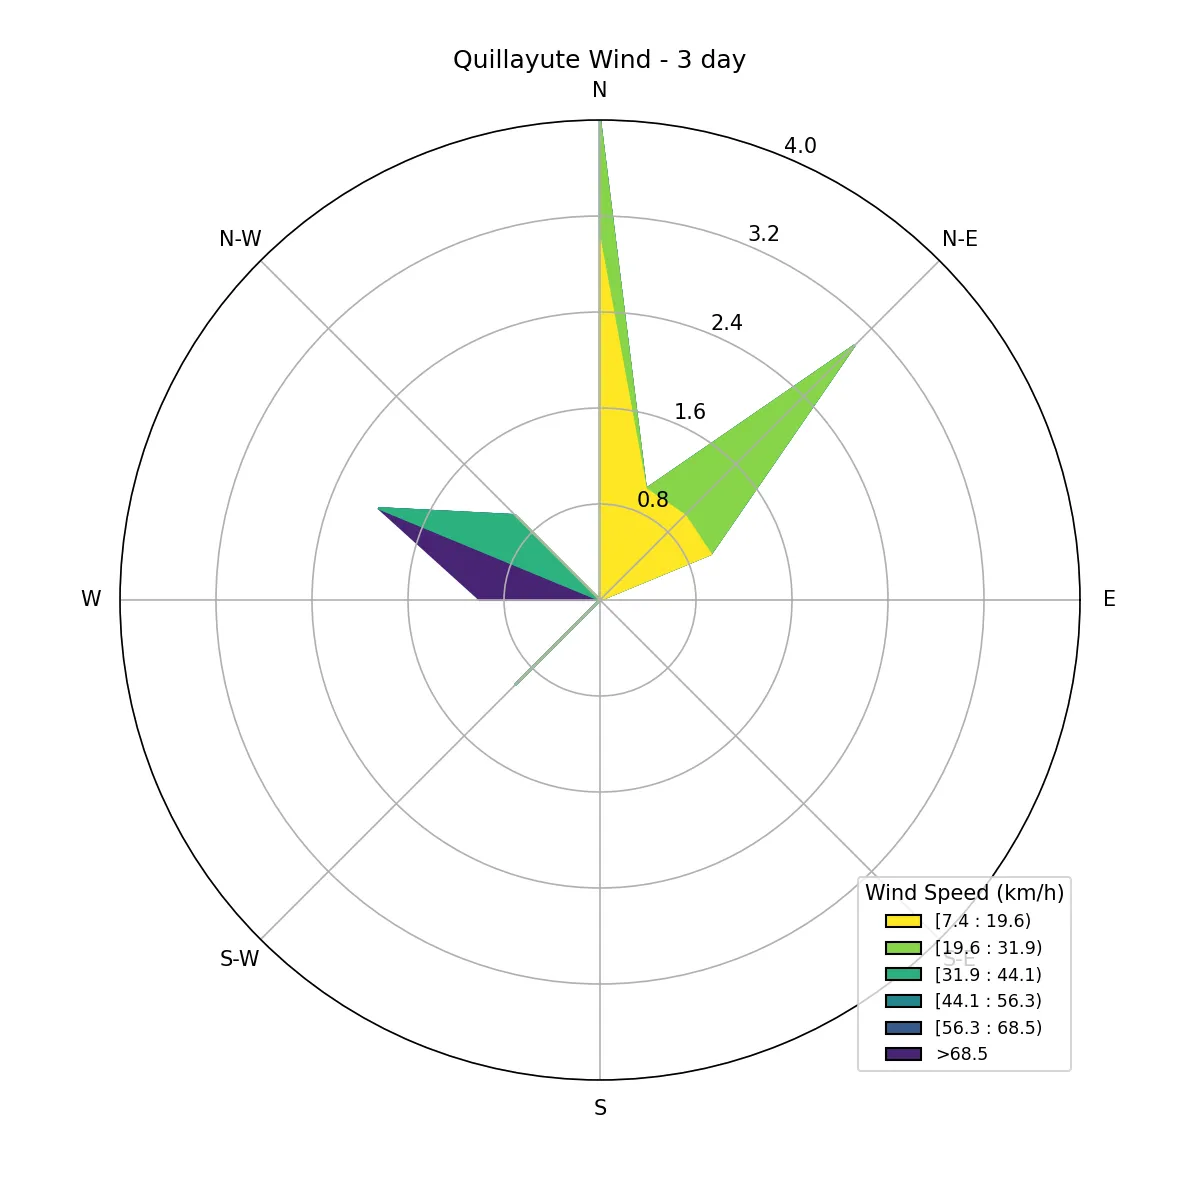 Quillayute Wind - 3 day
N
4.0
N-W
3.2
N-E
2.4
1.6
0.8
W
E
S-W
S-E
S
Wind Speed (km/h)
[7.4 : 19.6)
[19.6 : 31.9)
[31.9 : 44.1)
[44.1 : 56.3)
[56.3 : 68.5)
>68.5